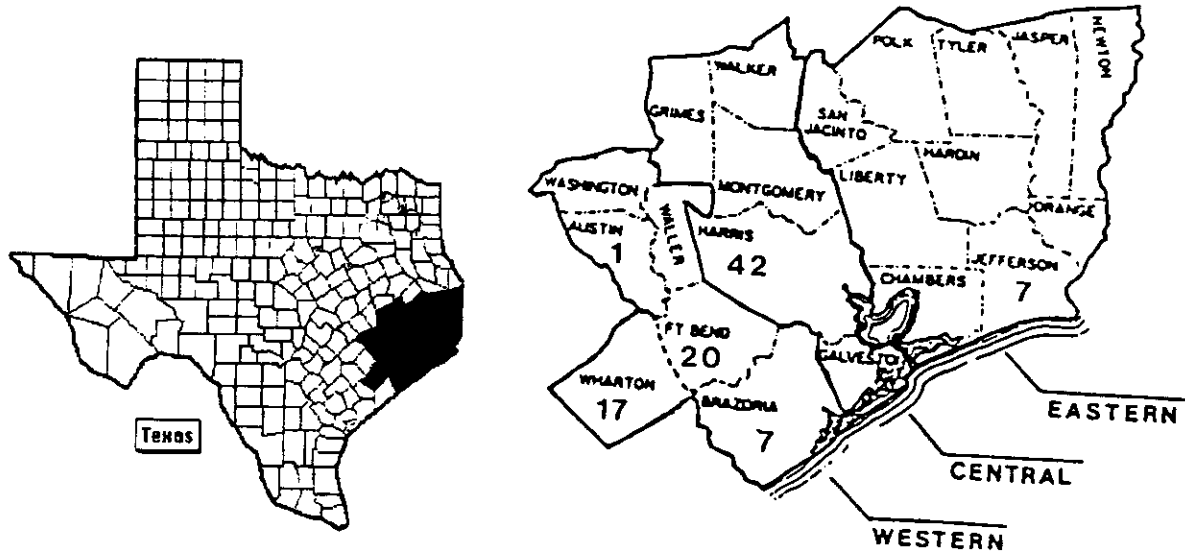 Texas
POLK
TYLER
JASPER
NEWTON
WALKER
GRIMES
SAN
JACINTO
HARDIN
LIBERTY
WASHINGTON
MONTGOMERY
WALLER
ORANGE
AUSTIN
1
HARRIS
42
JEFFERSON
7
CHAMBERS
FT BEND
20
GALVESTO
WHARTON
17
BRAZORIA
7
EASTERN
CENTRAL
WESTERN